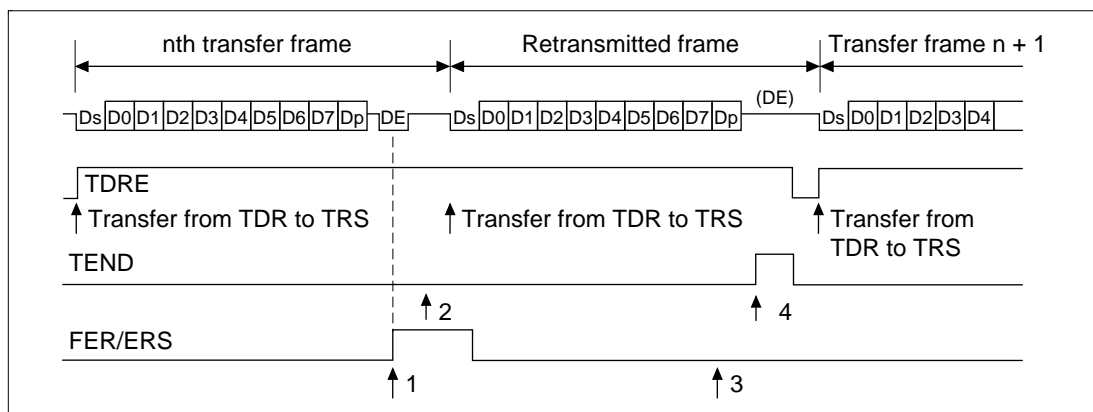 nth transfer frame Retransmitted frame Transfer frame n + 1
(DE)
Ds D0 D1 D2 D3 D4 D5 D6 D7 Dp DE Ds D0 D1 D2 D3 D4 D5 D6 D7 Dp Ds D0 D1 D2 D3 D4
TDRE
Transfer from TDR to TRS Transfer from TDR to TRS Transfer from
TDR to TRS
TEND
2 4
FER/ERS
1 3